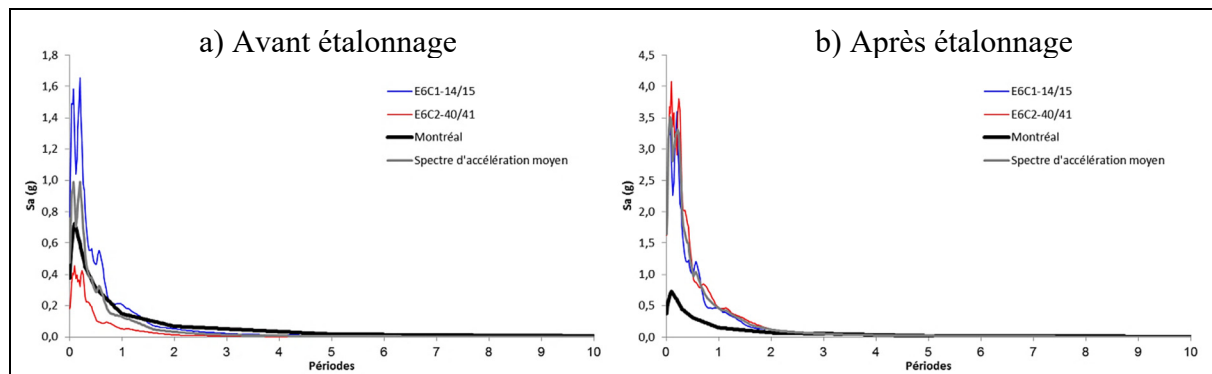 a) Avant étalonnage
1,8
1,6
1,4
1,2
1,0
0,8
0,6
0,4
0,2
0,0
Sa (g)
E6C1-14/15
E6C2-40/41
Montréal
Spectre d'accélération moyen
0 1 2 3 4 5 6 7 8 9 10
Périodes
b) Après étalonnage
4,5
4,0
3,5
3,0
2,5
2,0
1,5
1,0
0,5
0,0
Sa (g)
E6C1-14/15
E6C2-40/41
Montréal
Spectre d'accélération moyen
0 1 2 3 4 5 6 7 8 9 10
Périodes